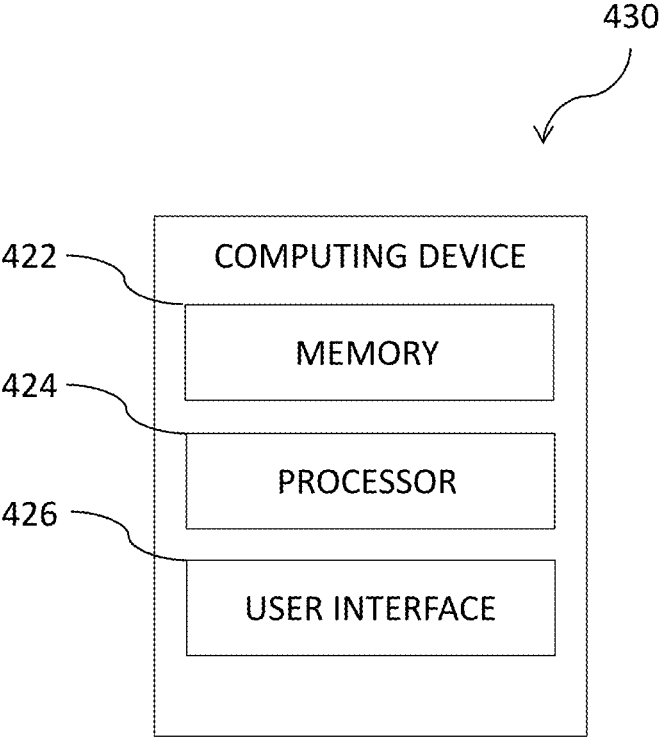 430
COMPUTING DEVICE
422
MEMORY
424
PROCESSOR
426
USER INTERFACE